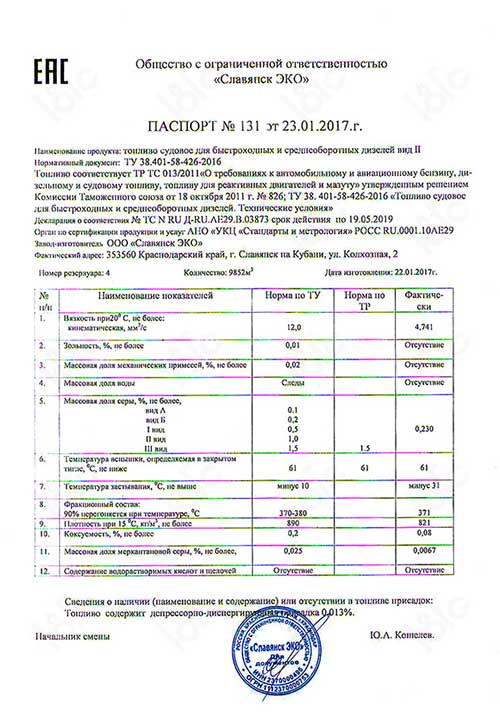 ЕАС
Общество с ограниченной ответственностью
«Славянск ЭКО»
ПАСПОРТ № 131 от 23.01.2017.г.
Наименование продукта: топливо судовое для быстроходных и среднеоборотных дизелей вид II
Нормативный документ: ТУ 38.401-58-426-2016
Топливо соответствует ТР ТС 013/2011«О требованиях к автомобильному и авиационному бензину, ди-
зельному и судовому топливу, топливу для реактивных двигателей и мазуту» утвержденным решением
Комиссии Таможенного союза от 18 октября 2011 г. № 826; ТУ 38. 401-58-426-2016 «Топливо судовое
для быстроходных и среднеоборотных дизелей. Технические условия»
Декларация о соответствия № ТС N RU Д-RU.АЕ29.В.03873 срок действия по 19.05.2019
Орган по сертификации продукции и услуг АНО «УКЦ «Стандарты и метрология» РОСС RU.0001.10АЕ29
Завод-изготовитель ООО «Славянск ЭКО»
Фактический адрес: 353560 Краснодарский край, г. Славянск на Кубани, ул. Колхозная, 2
Номер резервуара: 4 Количество: 9852м³ Дата изготовления: 22.01.2017г.
№ п/п Наименование показателей Норма по ТУ Норма по ТР Фактиче-ски
1. Вязкость при20⁰ С, не более:
кинематическая, мм²/с 12,0 4,741
2. Зольность, %, не более 0,01 Отсутствие
3. Массовая доля механических примесей, %, не более 0,02 Отсутствие
4. Массовая доля воды Следы Отсутствие
5. Массовая доля серы, %, не более,
вид А 0.1
вид Б 0,2
I вид 0,5 0,230
II вид 1,0
III вид 1,5 1.5
6. Температура вспышки, определяемая в закрытом
тигле, ⁰С, не ниже 61 61 61
7. Температура застывания, ⁰С, не выше минус 10 минус 31
8. Фракционный состав:
90% перегоняется при температуре, ⁰С 370-380 371
9. Плотность при 15 ⁰С, кг/м³, не более 890 821
10. Коксуемость, %, не более 0,2 0,08
11. Массовая доля меркаптановой серы, %, не более, 0,025 0,0067
12. Содержание водорастворимых кислот и щелочей Отсутствие Отсутствие
Сведения о наличии (наименование и содержание) или отсутствии в топливе присадок:
Топливо содержит депрессорно-диспергирующая присадка 0,013%.
Начальник смены Ю.А. Кошелев.
«Славянск ЭКО»
Для
документов